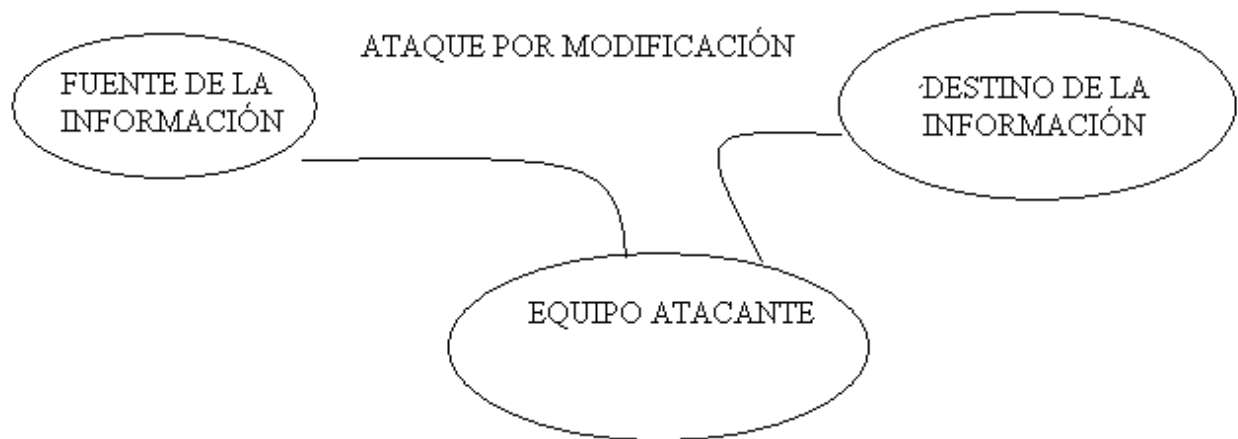 ATAQUE POR MODIFICACIÓN
FUENTE DE LA
INFORMACIÓN
DESTINO DE LA
INFORMACIÓN
EQUIPO ATACANTE